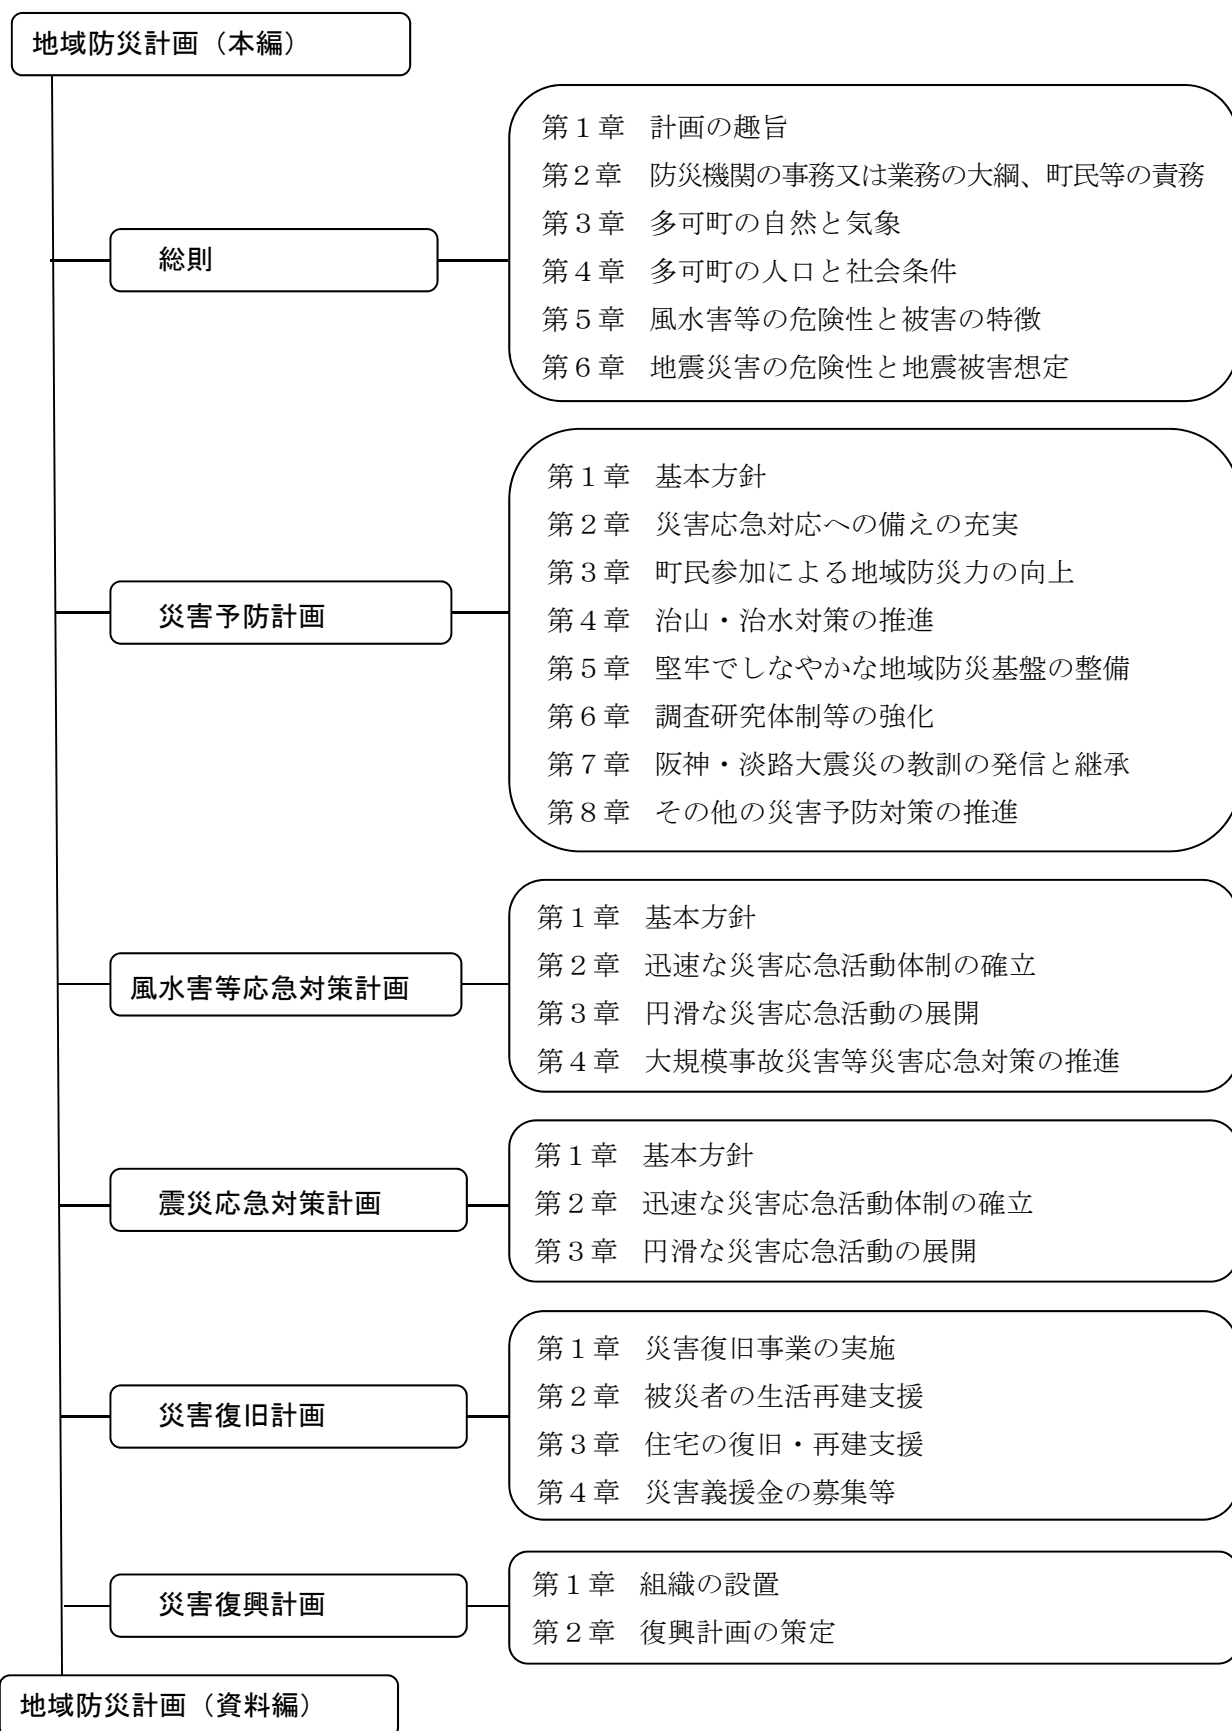 地域防災計画（本編）
総則
第１章　計画の趣旨
第２章　防災機関の事務又は業務の大綱、町民等の責務
第３章　多可町の自然と気象
第４章　多可町の人口と社会条件
第５章　風水害等の危険性と被害の特徴
第６章　地震災害の危険性と地震被害想定
災害予防計画
第１章　基本方針
第２章　災害応急対応への備えの充実
第３章　町民参加による地域防災力の向上
第４章　治山・治水対策の推進
第５章　堅牢でしなやかな地域防災基盤の整備
第６章　調査研究体制等の強化
第７章　阪神・淡路大震災の教訓の発信と継承
第８章　その他の災害予防対策の推進
風水害等応急対策計画
第１章　基本方針
第２章　迅速な災害応急活動体制の確立
第３章　円滑な災害応急活動の展開
第４章　大規模事故災害等災害応急対策の推進
震災応急対策計画
第１章　基本方針
第２章　迅速な災害応急活動体制の確立
第３章　円滑な災害応急活動の展開
災害復旧計画
第１章　災害復旧事業の実施
第２章　被災者の生活再建支援
第３章　住宅の復旧・再建支援
第４章　災害義援金の募集等
災害復興計画
第１章　組織の設置
第２章　復興計画の策定
地域防災計画（資料編）